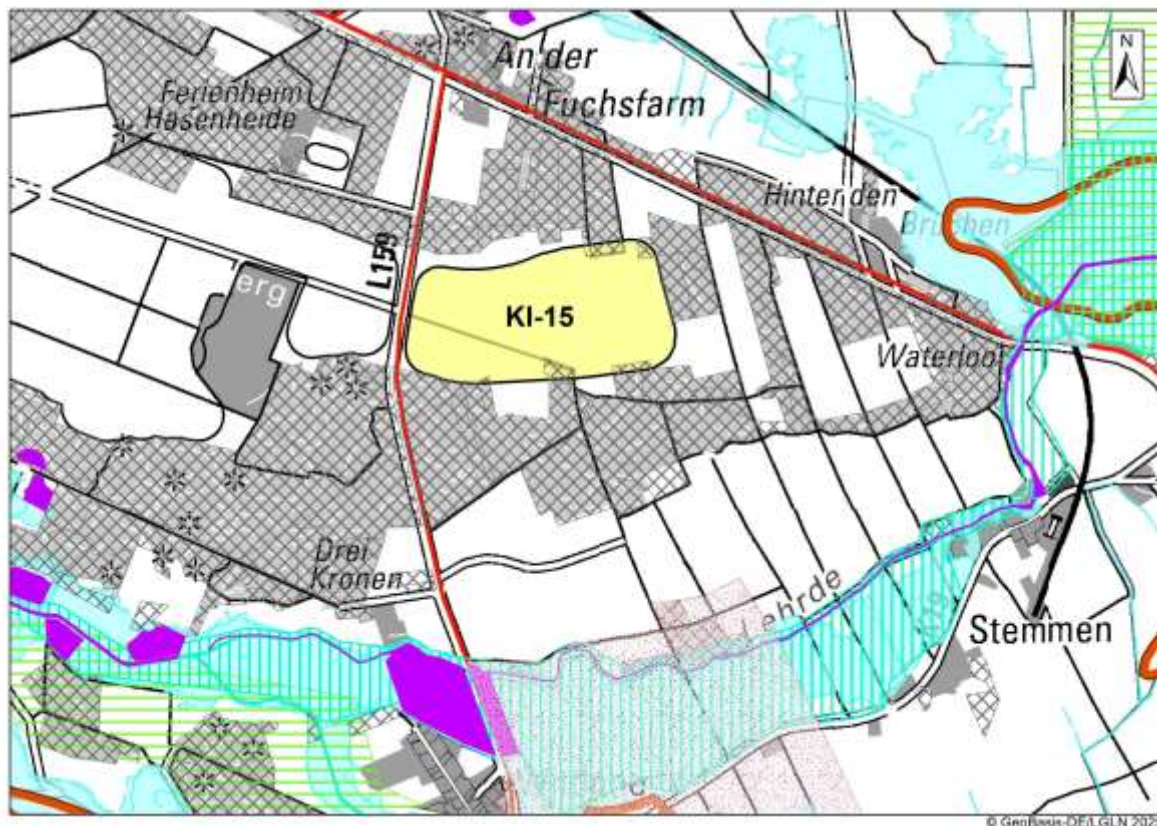 N
An der
Fuchsfarm
Ferienheim
Hasenheide
Hinter den
Brüchen
L159
erg
KI-15
Waterloo
Drei
Kronen
Lehrde
Stemmen
© GeoBasis-DE/LGLN 2025